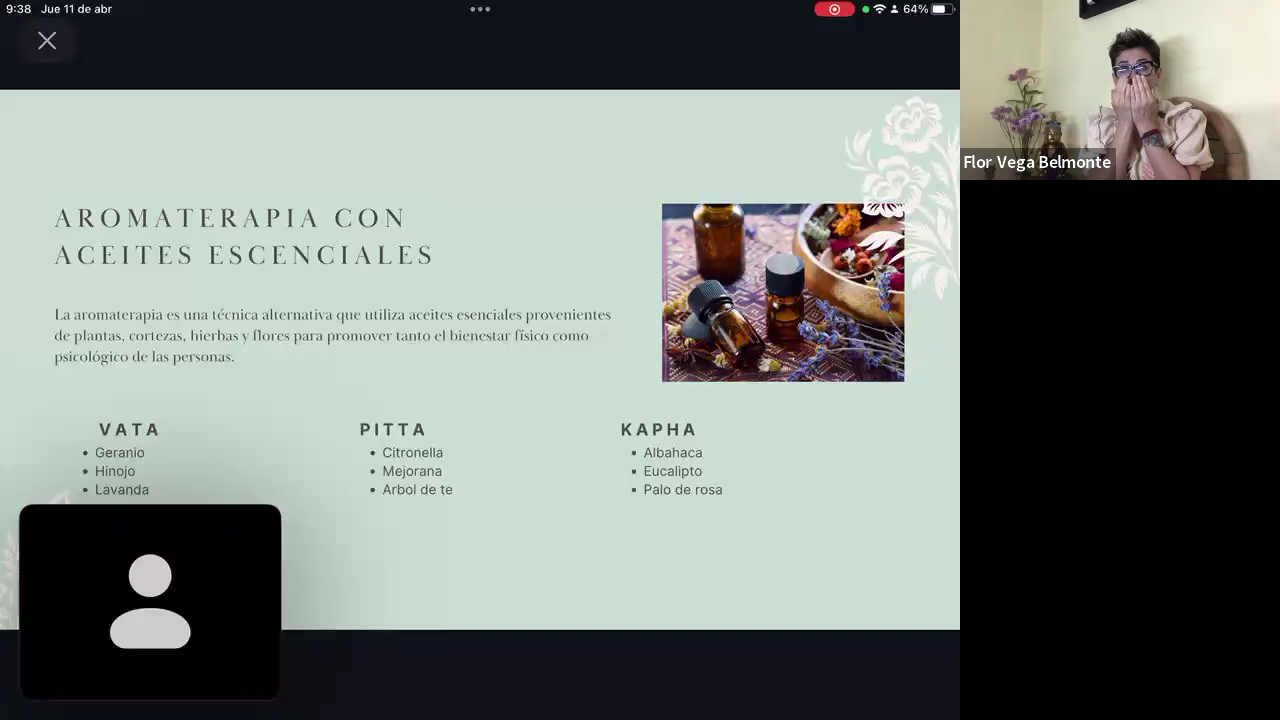 9:38 Jue 11 de abr
64%
Flor Vega Belmonte
AROMATERAPIA CON
ACEITES ESCENCIALES
La aromaterapia es una técnica alternativa que utiliza aceites esenciales provenientes
de plantas, cortezas, hierbas y flores para promover tanto el bienestar físico como
psicológico de las personas.
VATA
• Geranio
• Hinojo
• Lavanda
PITTA
• Citronella
• Mejorana
• Arbol de te
KAPHA
• Albahaca
• Eucalipto
• Palo de rosa